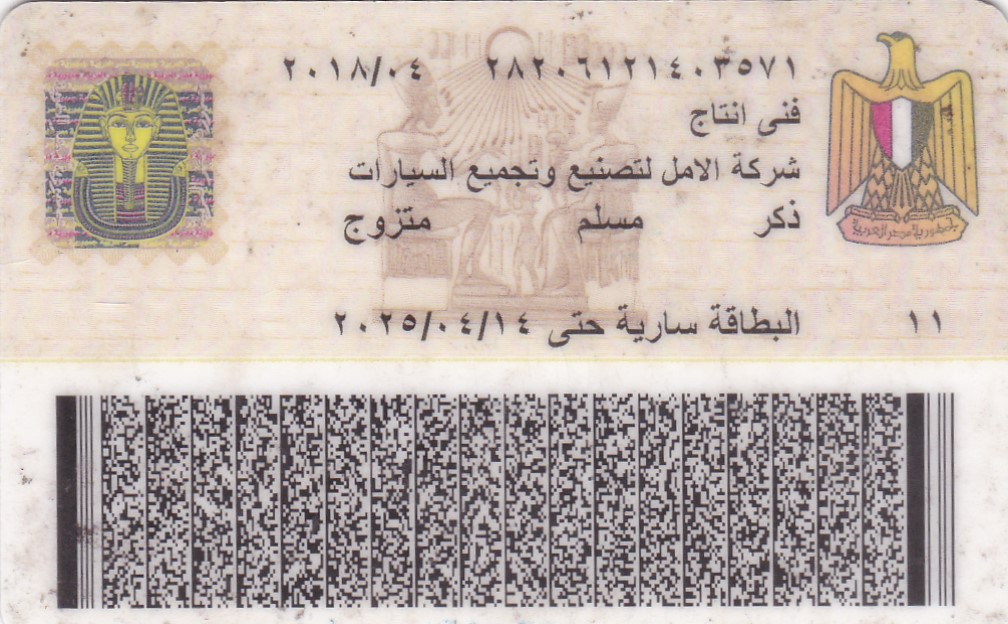 ٢٨٢٠٦١٢١٤٠٣٥٧١ ٢٠١٨/٠٤
فنى انتاج
شركة الامل لتصنيع وتجميع السيارات
ذكر مسلم متزوج
جمهورية مصر العربية
١١ البطاقة سارية حتى ٢٠٢٥/٠٤/١٤